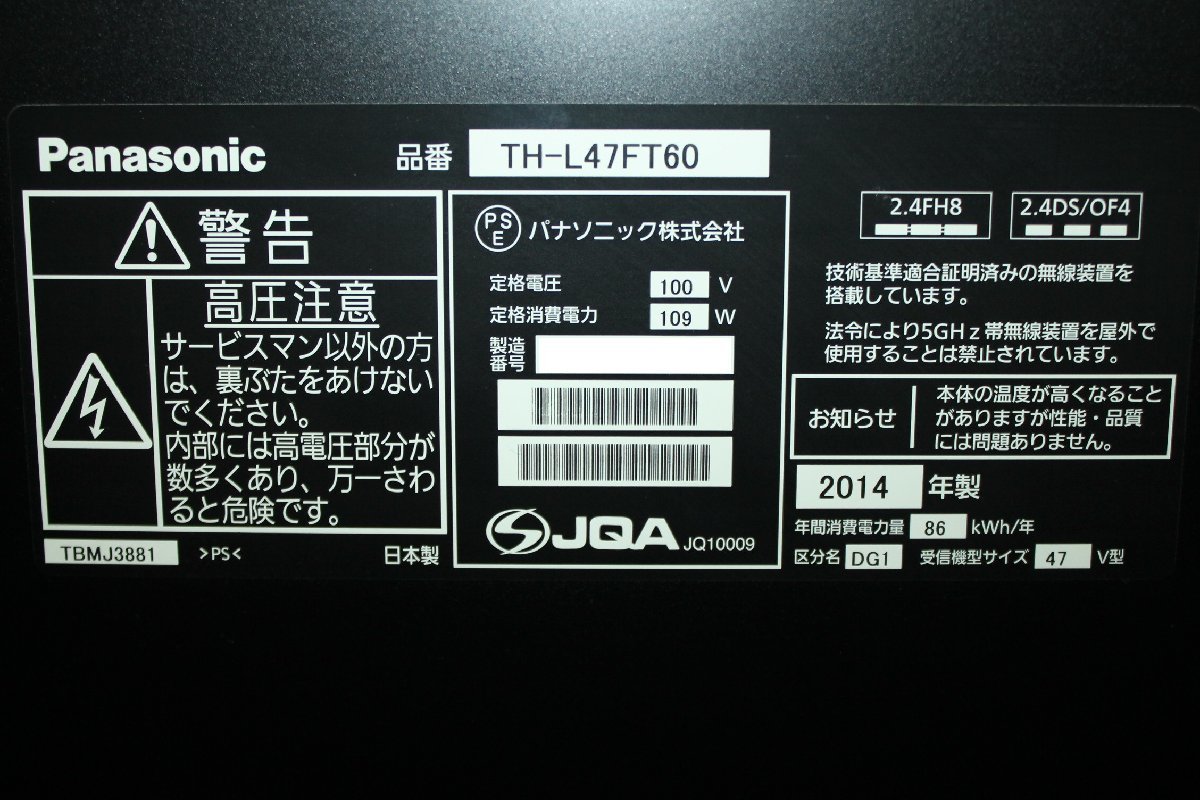 Panasonic
品番 TH-L47FT60
警告
高圧注意
サービスマン以外の方
は、裏ぶたをあけない
でください。
内部には高電圧部分が
数多くあり、万一さわ
ると危険です。
TBMJ3881 >PS< 日本製
PSE パナソニック株式会社
定格電圧 100 V
定格消費電力 109 W
製造
番号
JQA JQ10009
2.4FH8 2.4DS/OF4
技術基準適合証明済みの無線装置を
搭載しています。
法令により5GHz帯無線装置を屋外で
使用することは禁止されています。
お知らせ
本体の温度が高くなること
がありますが性能・品質
には問題ありません。
2014 年製
年間消費電力量 86 kWh/年
区分名 DG1 受信機型サイズ 47 V型